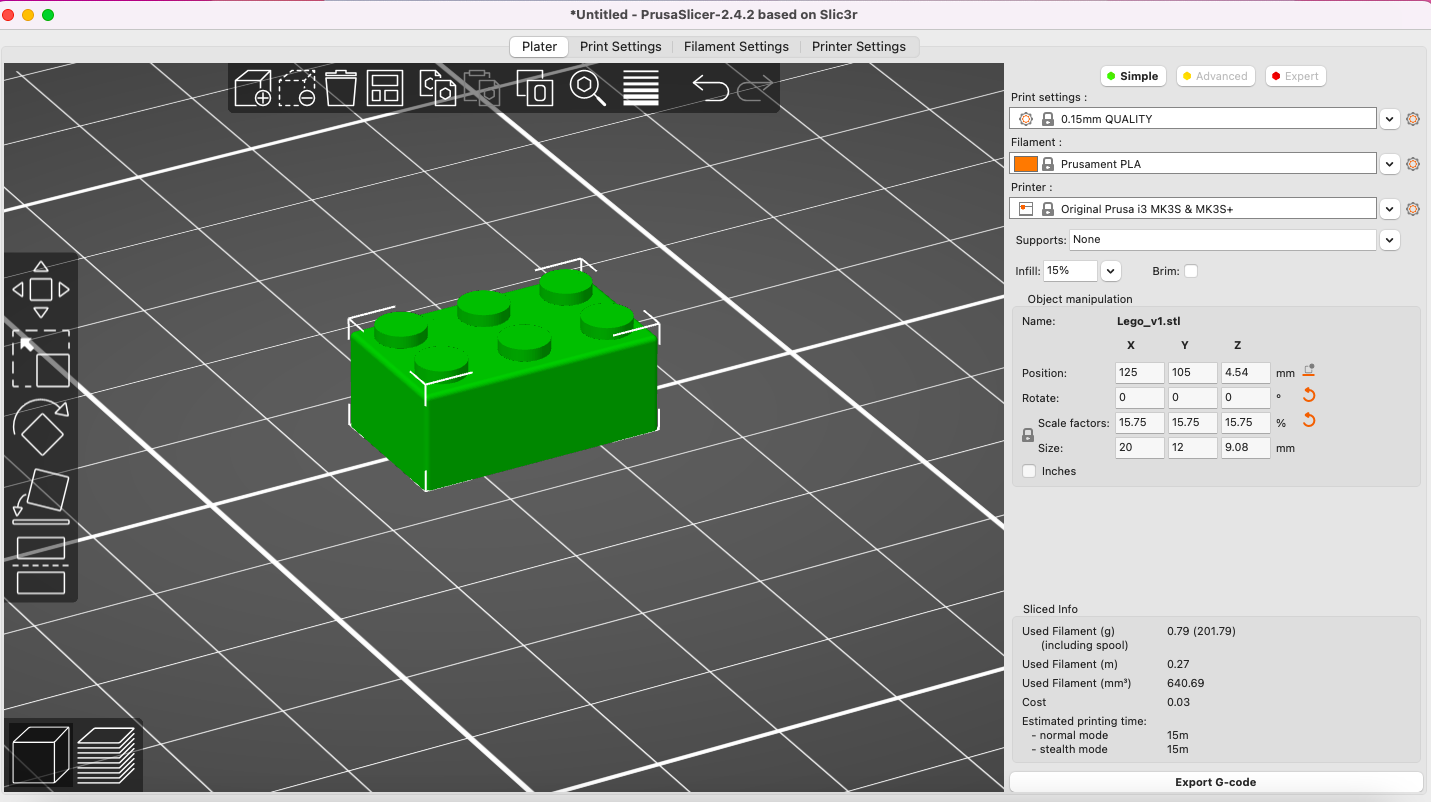 *Untitled - PrusaSlicer-2.4.2 based on Slic3r
Plater Print Settings Filament Settings Printer Settings
Simple Advanced Expert
Print settings :
0.15mm QUALITY
Filament :
Prusament PLA
Printer :
Original Prusa i3 MK3S & MK3S+
Supports: None
Infill: 15% Brim:
Object manipulation
Name: Lego_v1.stl
X Y Z
Position: 125 105 4.54 mm
Rotate: 0 0 0 °
Scale factors: 15.75 15.75 15.75 %
Size: 20 12 9.08 mm
Inches
Sliced Info
Used Filament (g) 0.79 (201.79)
(including spool)
Used Filament (m) 0.27
Used Filament (mm³) 640.69
Cost 0.03
Estimated printing time:
- normal mode 15m
- stealth mode 15m
Export G-code